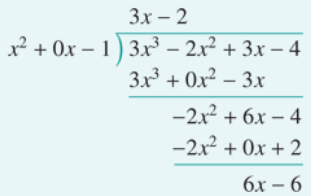 3x − 2
x² + 0x − 1 ) 3x³ − 2x² + 3x − 4
3x³ + 0x² − 3x
−2x² + 6x − 4
−2x² + 0x + 2
6x − 6